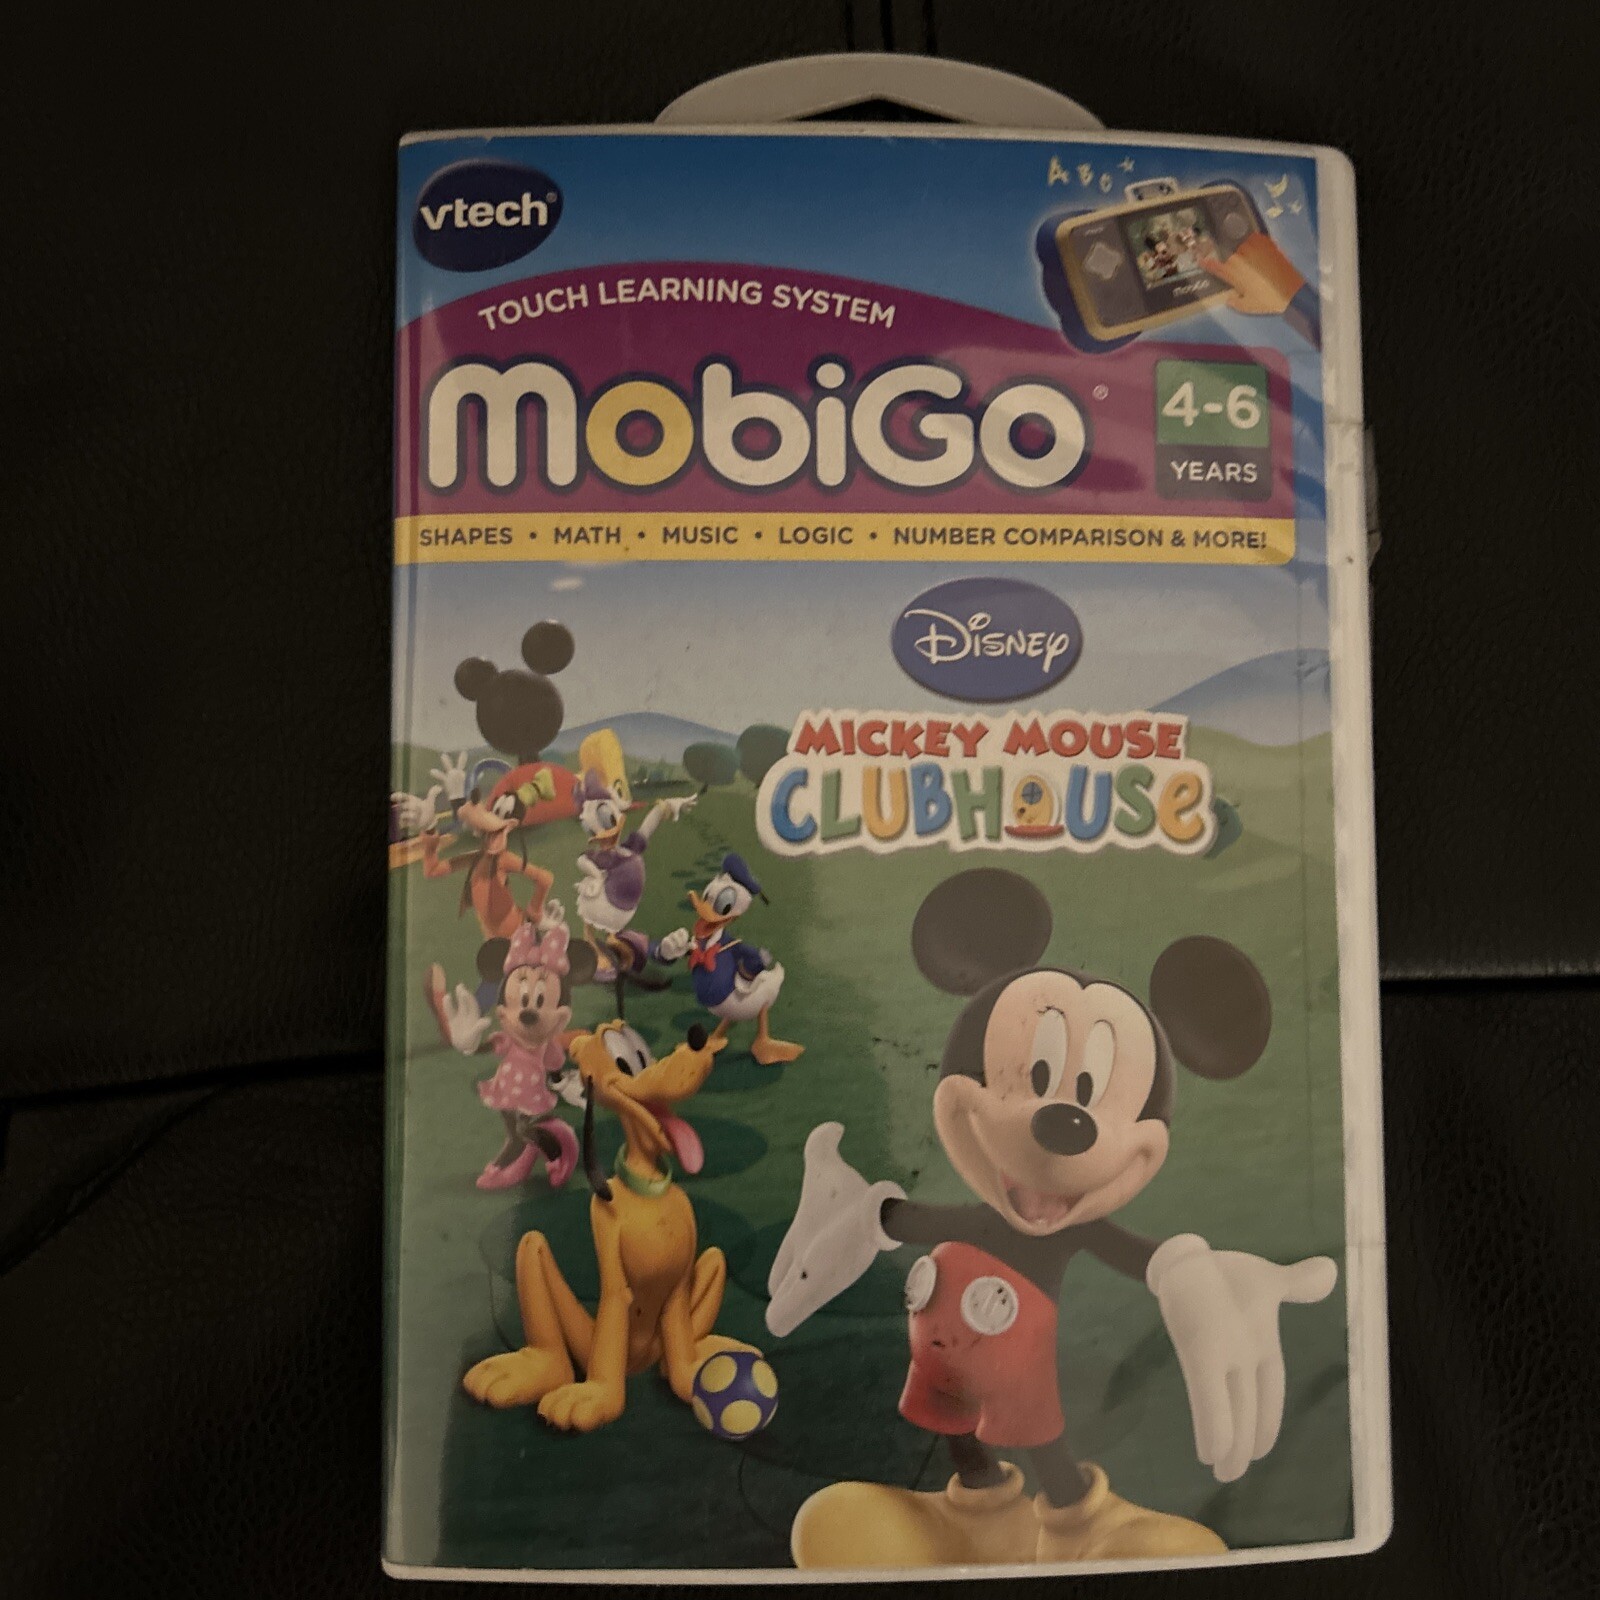 vtech®
A B C
TOUCH LEARNING SYSTEM
mobiGo
mobiGo®
4-6
YEARS
SHAPES • MATH • MUSIC • LOGIC • NUMBER COMPARISON & MORE!
Disney
MICKEY MOUSE
CLUBHOUSE